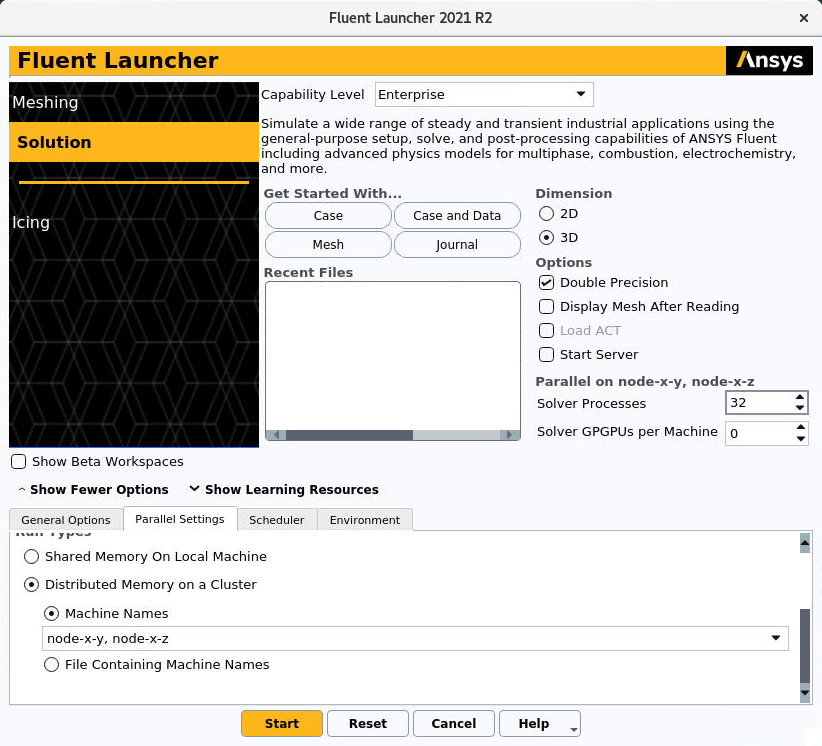 Fluent Launcher 2021 R2
Fluent Launcher
Ansys
Meshing
Solution
Icing
Capability Level
Enterprise
Simulate a wide range of steady and transient industrial applications using the
general-purpose setup, solve, and post-processing capabilities of ANSYS Fluent
including advanced physics models for multiphase, combustion, electrochemistry,
and more.
Get Started With...
Case
Case and Data
Mesh
Journal
Recent Files
Dimension
2D
3D
Options
Double Precision
Display Mesh After Reading
Load ACT
Start Server
Parallel on node-x-y, node-x-z
Solver Processes
32
Solver GPGPUs per Machine
0
Show Beta Workspaces
Show Fewer Options
Show Learning Resources
General Options
Parallel Settings
Scheduler
Environment
Run Types
Shared Memory On Local Machine
Distributed Memory on a Cluster
Machine Names
node-x-y, node-x-z
File Containing Machine Names
Start
Reset
Cancel
Help